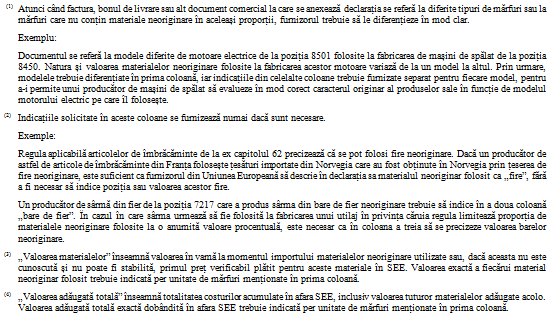 (1) Atunci când factura, bonul de livrare sau alt document comercial la care se anexează declarația se referă la diferite tipuri de mărfuri sau la
mărfuri care nu conțin materiale neoriginare în aceleași proporții, furnizorul trebuie să le diferențieze în mod clar.
Exemplu:
Documentul se referă la modele diferite de motoare electrice de la poziția 8501 folosite la fabricarea de mașini de spălat de la poziția
8450. Natura și valoarea materialelor neoriginare folosite la fabricarea acestor motoare variază de la un model la altul. Prin urmare,
modelele trebuie diferențiate în prima coloană, iar indicațiile din celelalte coloane trebuie furnizate separat pentru fiecare model, pentru
a-i permite unui producător de mașini de spălat să evalueze în mod corect caracterul originar al produselor sale în funcție de modelul
motorului electric pe care îl folosește.
(2) Indicațiile solicitate în aceste coloane se furnizează numai dacă sunt necesare.
Exemple:
Regula aplicabilă articolelor de îmbrăcăminte de la ex capitolul 62 precizează că se pot folosi fire neoriginare. Dacă un producător de
astfel de articole de îmbrăcăminte din Franța folosește țesături importate din Norvegia care au fost obținute în Norvegia prin țeserea de
fire neoriginare, este suficient ca furnizorul din Uniunea Europeană să descrie în declarația sa materialul neoriginar folosit ca „fire”, fără
a fi necesar să indice poziția sau valoarea acestor fire.
Un producător de sârmă din fier de la poziția 7217 care a produs sârma din bare de fier neoriginare trebuie să indice în a doua coloană
„bare de fier”. În cazul în care sârma urmează să fie folosită la fabricarea unui utilaj în privința căruia regula limitează proporția de
materialele neoriginare folosite la o anumită valoare procentuală, este necesar ca în coloana a treia să se precizeze valoarea barelor
neoriginare.
(3) „Valoarea materialelor” înseamnă valoarea în vamă la momentul importului materialelor neoriginare utilizate sau, dacă aceasta nu este
cunoscută și nu poate fi stabilită, primul preț verificabil plătit pentru aceste materiale în SEE. Valoarea exactă a fiecărui material
neoriginar folosit trebuie indicată per unitate de mărfuri menționate în prima coloană.
(4) „Valoarea adăugată totală” înseamnă totalitatea costurilor acumulate în afara SEE, inclusiv valoarea tuturor materialelor adăugate acolo.
Valoarea adăugată totală exactă dobândită în afara SEE trebuie indicată per unitate de mărfuri menționate în prima coloană.